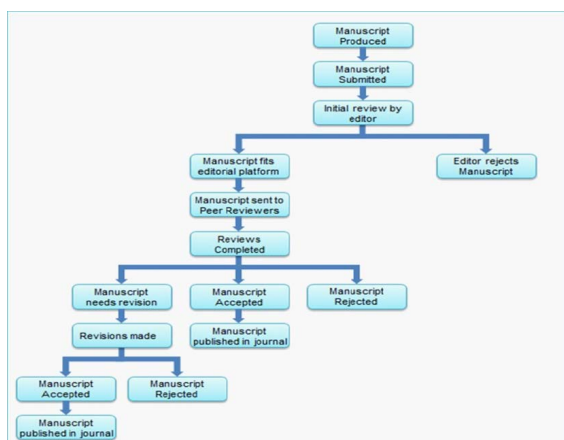 Manuscript
Produced
Manuscript
Submitted
Initial review by
editor
Manuscript fits
editorial platform
Editor rejects
Manuscript
Manuscript sent to
Peer Reviewers
Reviews
Completed
Manuscript
needs revision
Manuscript
Accepted
Manuscript
Rejected
Revisions made
Manuscript
published in journal
Manuscript
Accepted
Manuscript
Rejected
Manuscript
published in journal